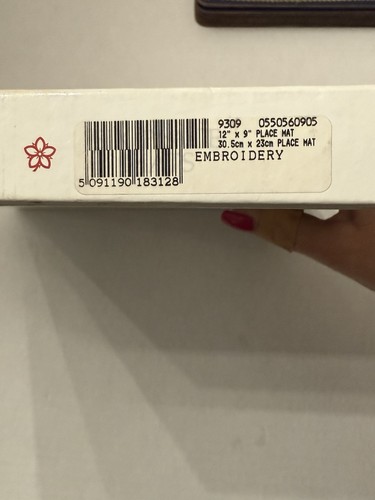 9309 0550560905
12" x 9" PLACE MAT
30.5cm x 23cm PLACE MAT
EMBROIDERY
5 091190 183128